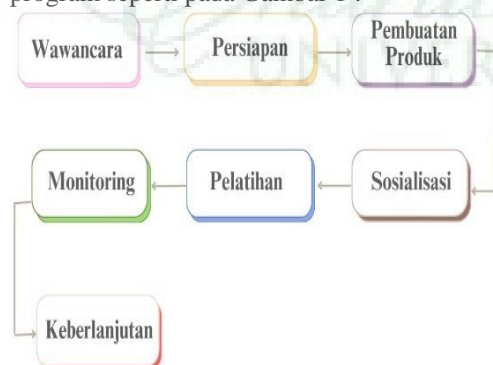 program seperti pada Gambar 1 .
Wawancara
Persiapan
Pembuatan
Produk
Sosialisasi
Pelatihan
Monitoring
Keberlanjutan